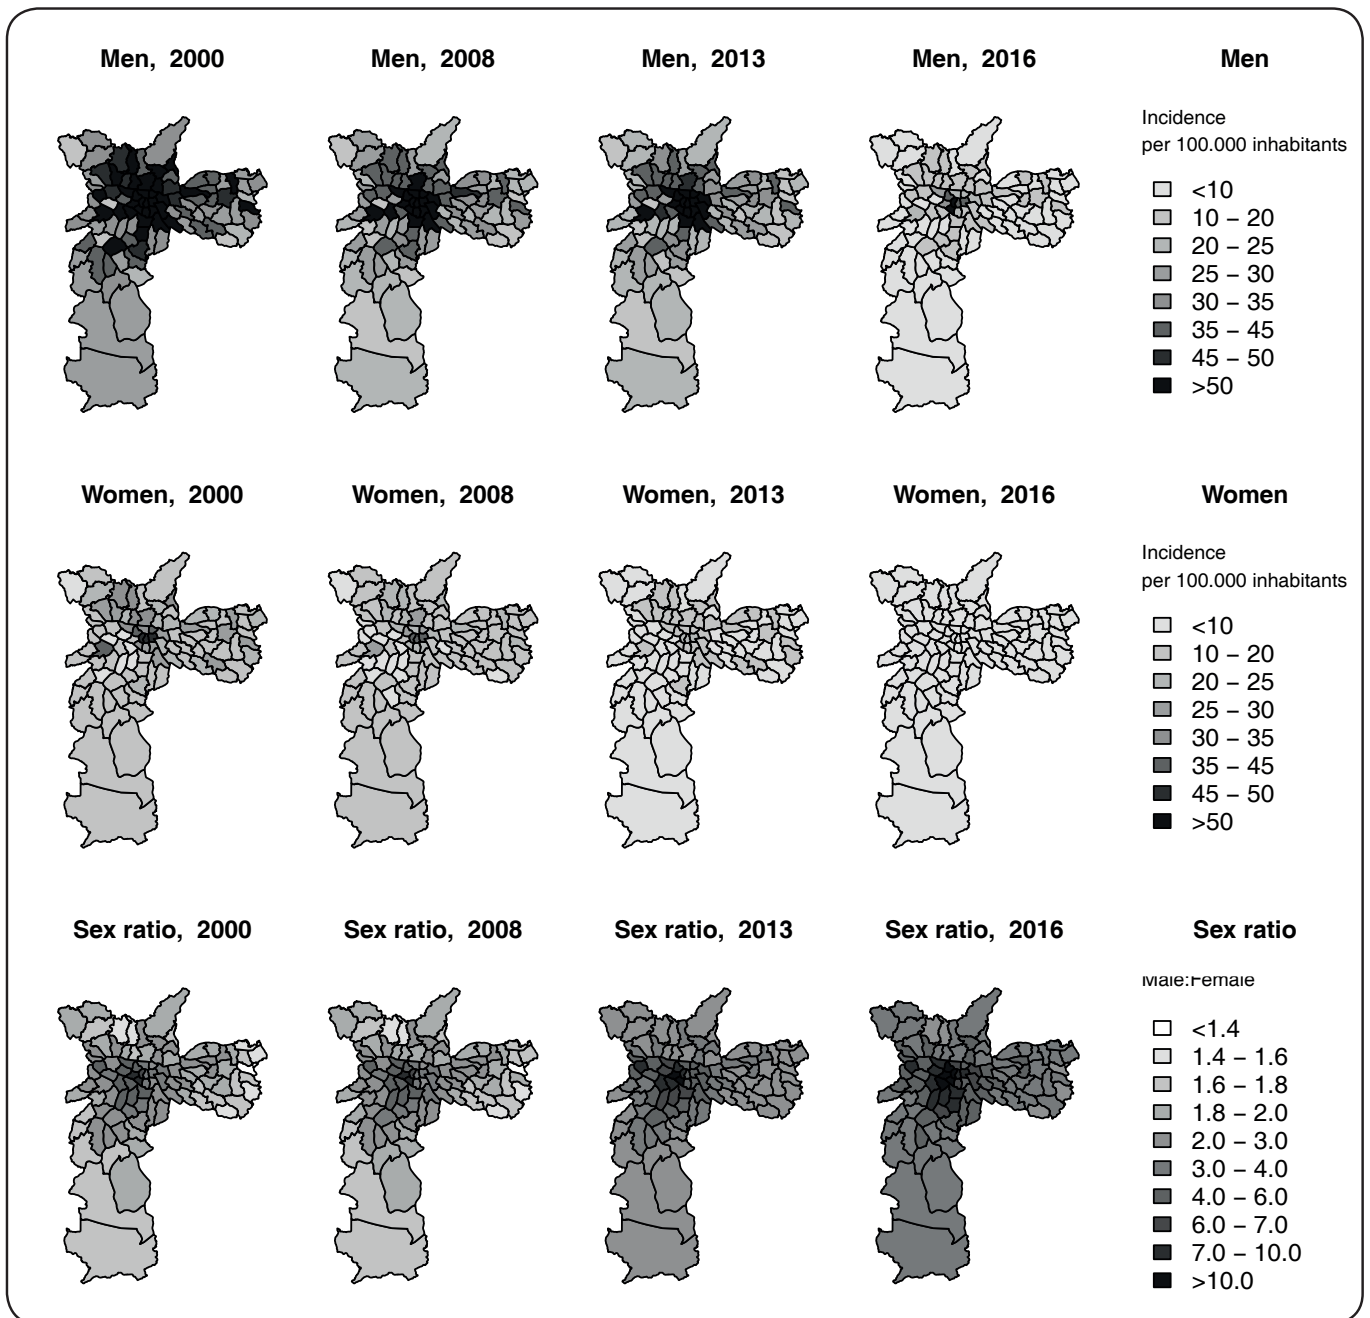 Men, 2000
Men, 2008
Men, 2013
Men, 2016
Men
Incidence
per 100.000 inhabitants
<10
10 – 20
20 – 25
25 – 30
30 – 35
35 – 45
45 – 50
>50
Women, 2000
Women, 2008
Women, 2013
Women, 2016
Women
Incidence
per 100.000 inhabitants
<10
10 – 20
20 – 25
25 – 30
30 – 35
35 – 45
45 – 50
>50
Sex ratio, 2000
Sex ratio, 2008
Sex ratio, 2013
Sex ratio, 2016
Sex ratio
Male:Female
<1.4
1.4 – 1.6
1.6 – 1.8
1.8 – 2.0
2.0 – 3.0
3.0 – 4.0
4.0 – 6.0
6.0 – 7.0
7.0 – 10.0
>10.0